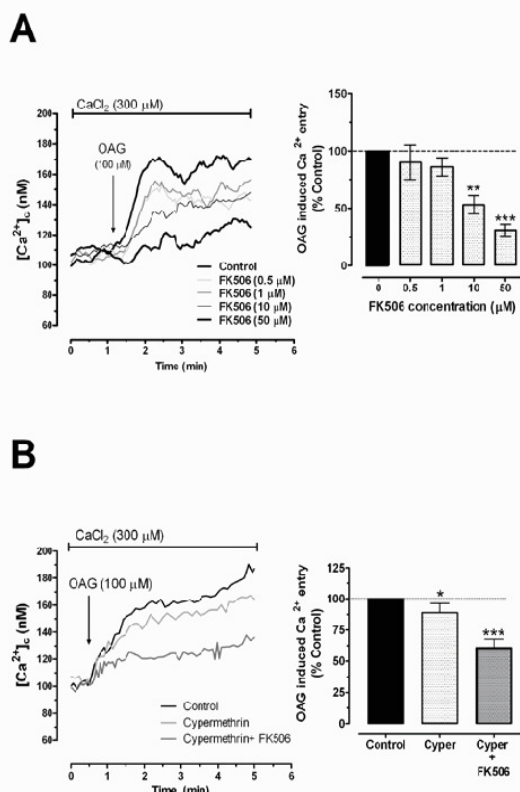 A
CaCl₂ (300 µM)
OAG
(100 µM)
[Ca²⁺]c (nM)
200
180
160
140
120
100
80
60
0 1 2 3 4 5 6
Time (min)
Control
FK506 (0.5 µM)
FK506 (1 µM)
FK506 (10 µM)
FK506 (50 µM)
OAG induced Ca ²⁺ entry
(% Control)
150
100
50
0
**
***
0 0.5 1 10 50
FK506 concentration (µM)
B
CaCl₂ (300 µM)
OAG (100 µM)
[Ca²⁺]c (nM)
200
180
160
140
120
100
80
60
0 1 2 3 4 5 6
Time (min)
Control
Cypermethrin
Cypermethrin+ FK506
OAG induced Ca ²⁺ entry
(% Control)
125
100
75
50
25
0
*
***
Control Cyper Cyper
+
FK506